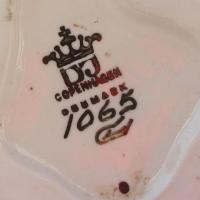 DJ
COPENHAGEN
DENMARK
1065